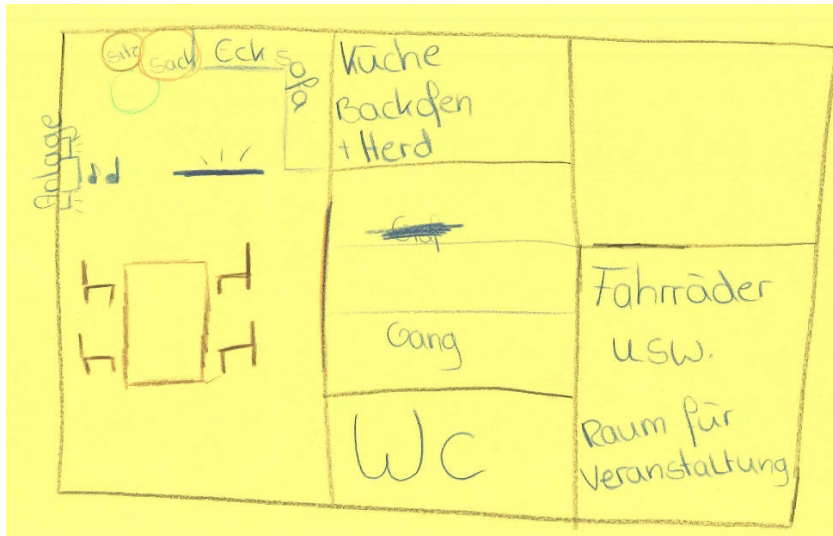 Sitz
Sack
Eck
sofa
Anlage
Küche
Backofen
+ Herd
Gang
WC
Fahrräder
usw.
Raum für
Veranstaltung